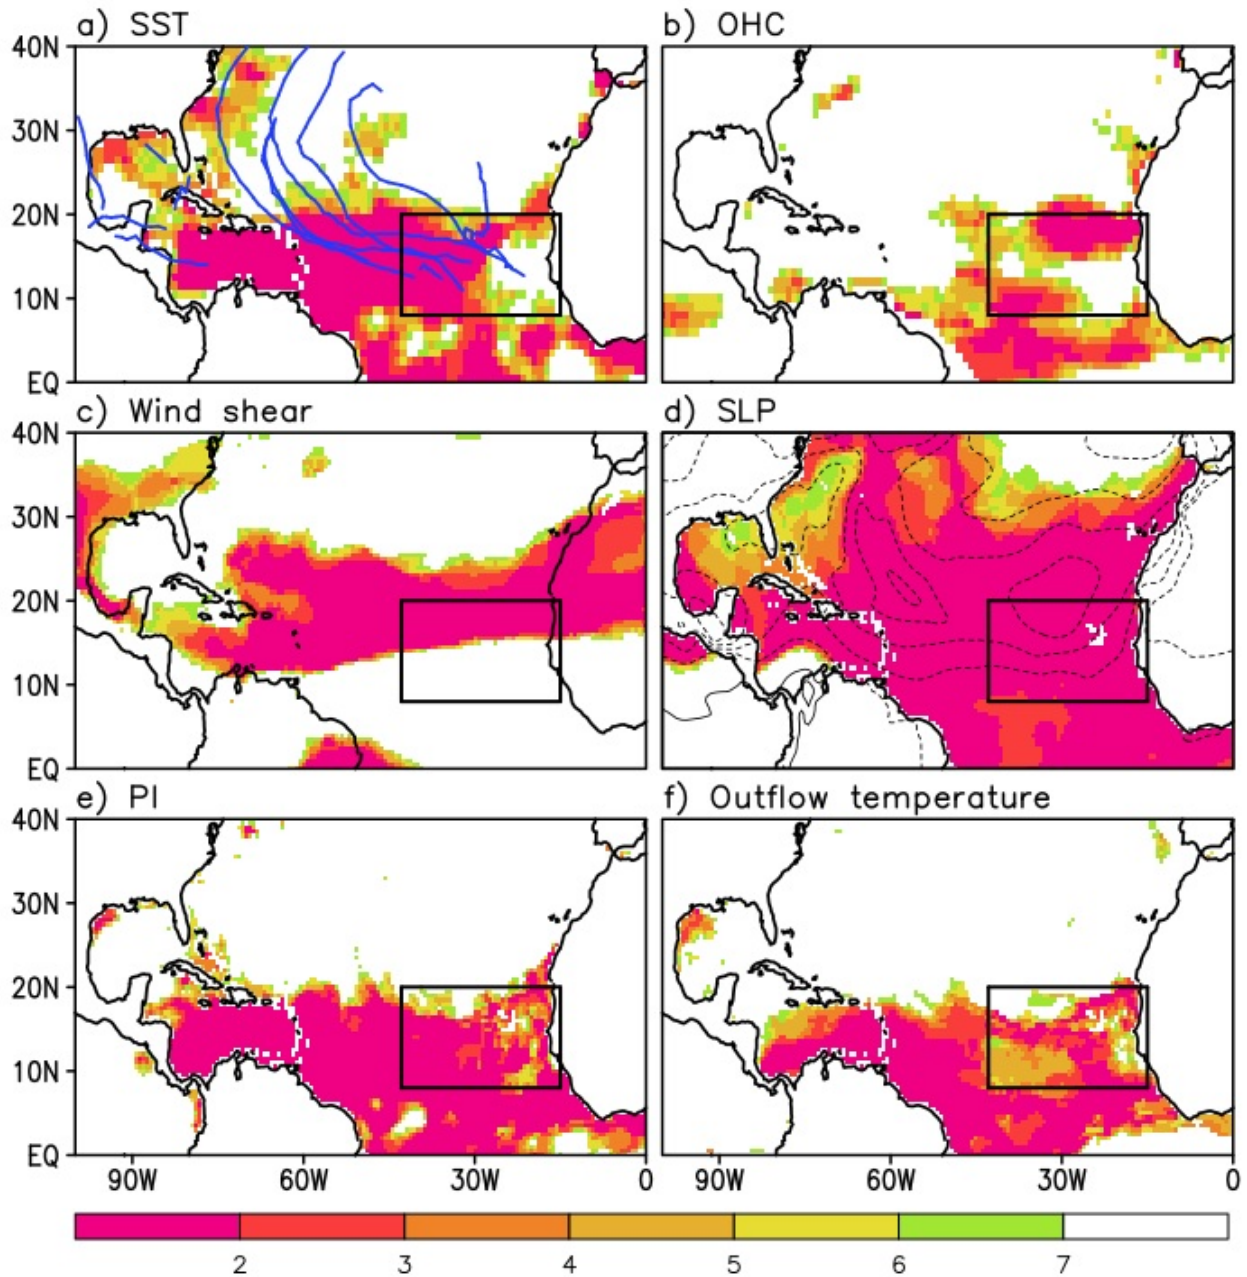 a) SST
b) OHC
40N
30N
20N
10N
EQ
c) Wind shear
d) SLP
40N
30N
20N
10N
EQ
e) PI
f) Outflow temperature
40N
30N
20N
10N
EQ
90W 60W 30W 0 90W 60W 30W 0
2 3 4 5 6 7